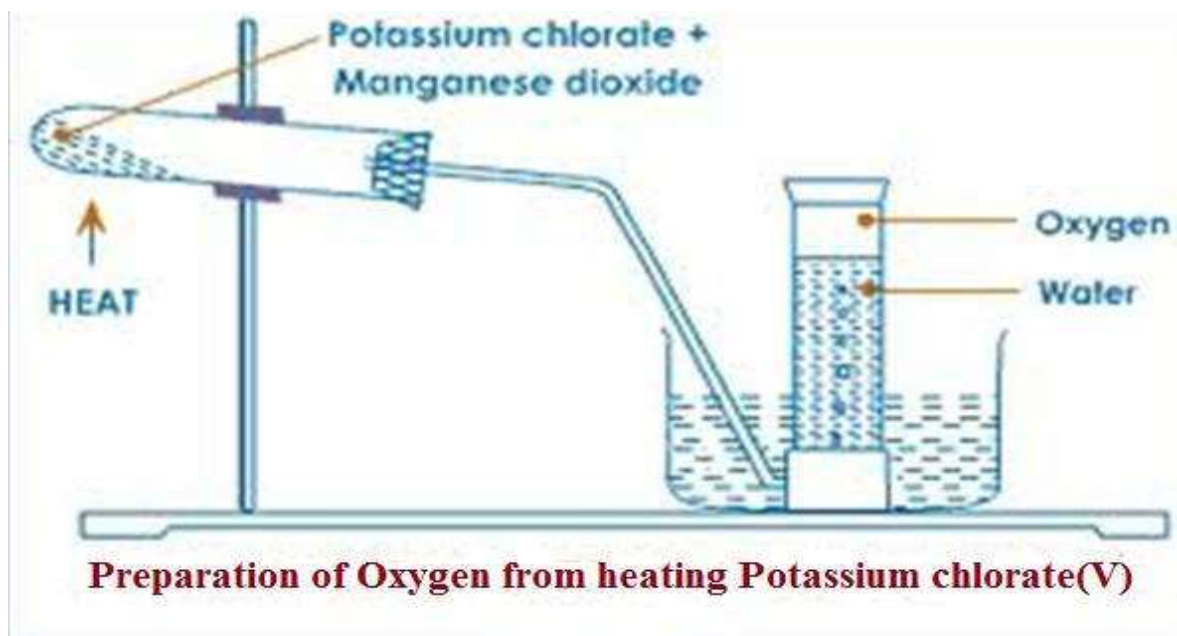 Potassium chlorate +
Manganese dioxide
Oxygen
Water
HEAT
Preparation of Oxygen from heating Potassium chlorate(V)